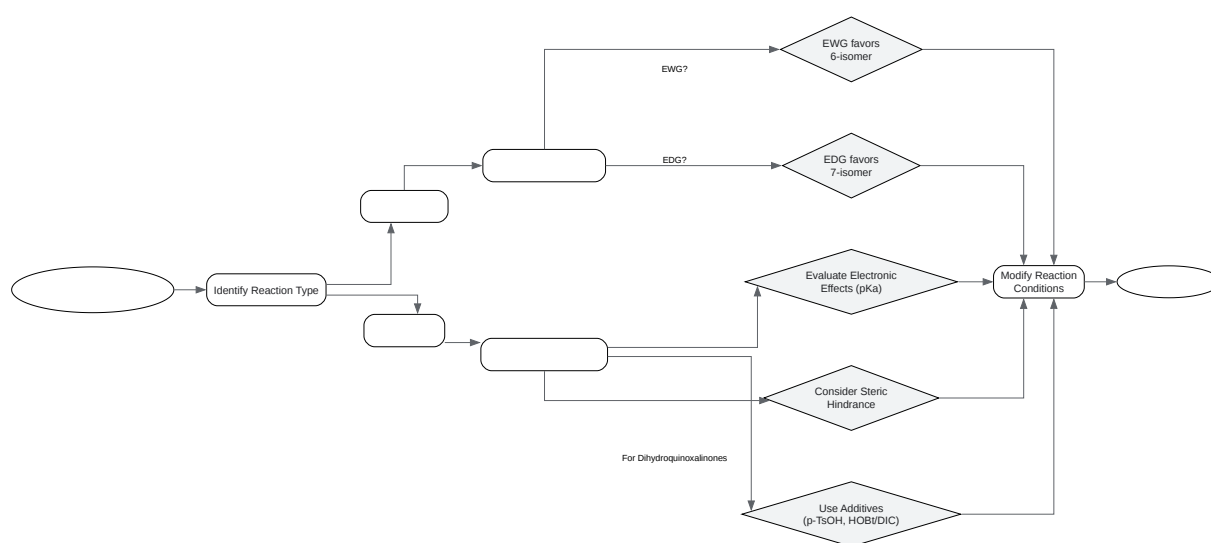 EWG favors
6-isomer
EWG?
EDG?
EDG favors
7-isomer
Identify Reaction Type
Evaluate Electronic
Effects (pKa)
Modify Reaction
Conditions
Consider Steric
Hindrance
For Dihydroquinoxalinones
Use Additives
(p-TsOH, HOBt/DIC)